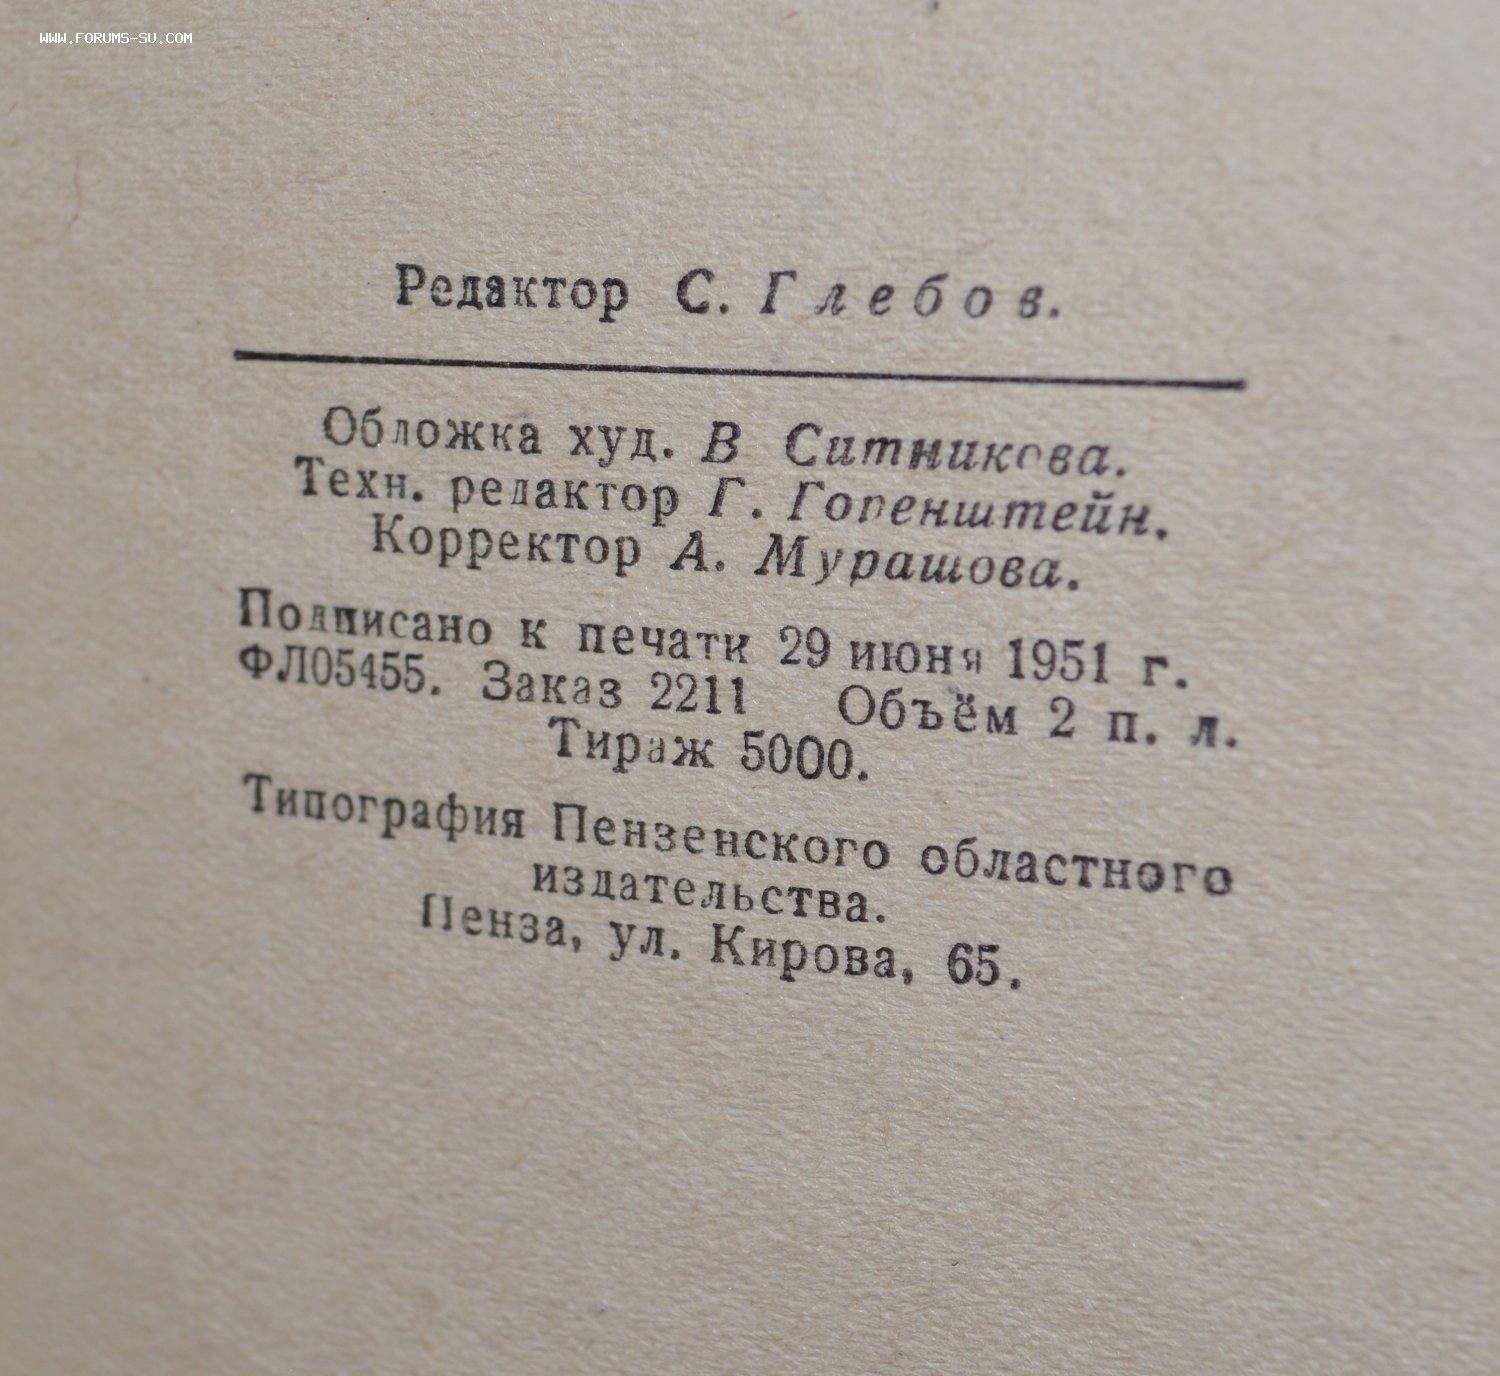 WWW.FORUMS-SU.COM
Редактор С. Глебов.
Обложка худ. В Ситникова.
Техн. редактор Г. Горенштейн.
Корректор А. Мурашова.
Подписано к печати 29 июня 1951 г.
ФЛ05455. Заказ 2211 Объём 2 п. л.
Тираж 5000.
Типография Пензенского областного
издательства.
Пенза, ул. Кирова, 65.